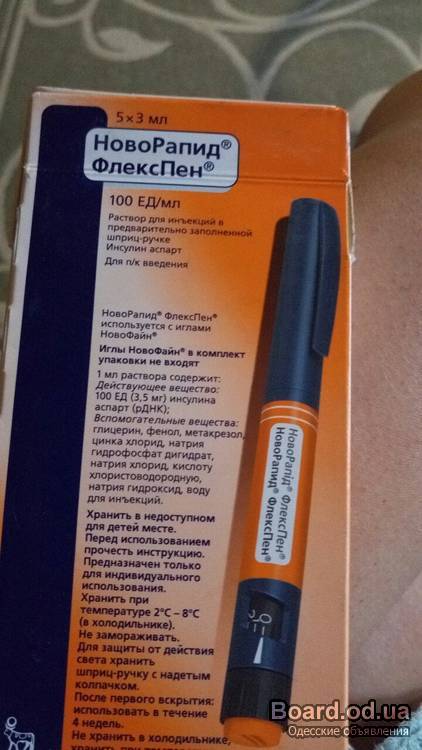 5 × 3 мл
НовоРапид®
ФлексПен®
100 ЕД/мл
Раствор для инъекций в
предварительно заполненной
шприц-ручке
Инсулин аспарт
Для п/к введения
НовоРапид® ФлексПен®
используется с иглами
НовоФайн®
Иглы НовоФайн® в комплект
упаковки не входят
1 мл раствора содержит:
Действующее вещество:
100 ЕД (3,5 мг) инсулина
аспарт (рДНК);
Вспомогательные вещества:
глицерин, фенол, метакрезол,
цинка хлорид, натрия
гидрофосфат дигидрат,
натрия хлорид, кислоту
хлористоводородную,
натрия гидроксид, воду
для инъекций.
Хранить в недоступном
для детей месте.
Перед использованием
прочесть инструкцию.
Предназначен только
для индивидуального
использования.
Хранить при
температуре 2°C – 8°C
(в холодильнике).
Не замораживать.
Для защиты от действия
света хранить
шприц-ручку с надетым
колпачком.
После первого вскрытия:
использовать в течение
4 недель.
Не хранить в холодильнике,
НовоРапід® ФлексПен®
НовоРапид® ФлексПен®
Board.od.ua
Одесские объявления